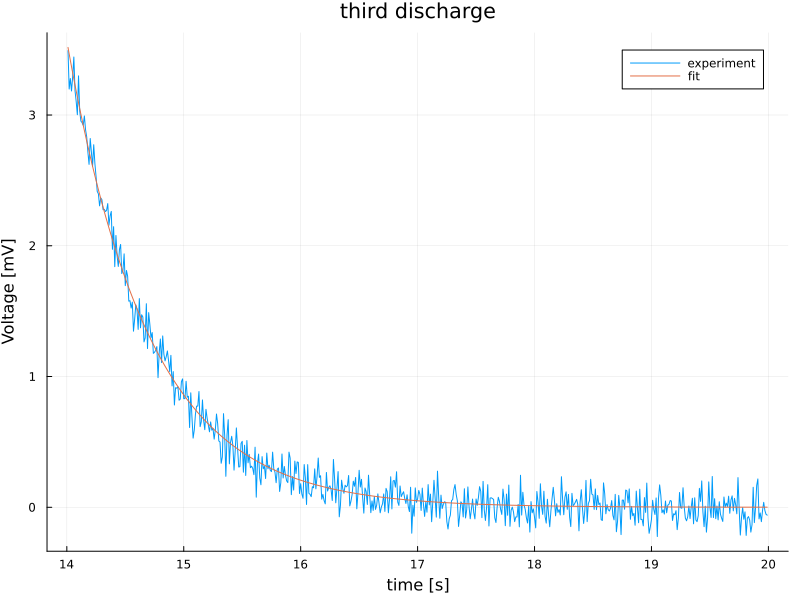 third discharge
experiment
fit
Voltage [mV]
3
2
1
0
14 15 16 17 18 19 20
time [s]